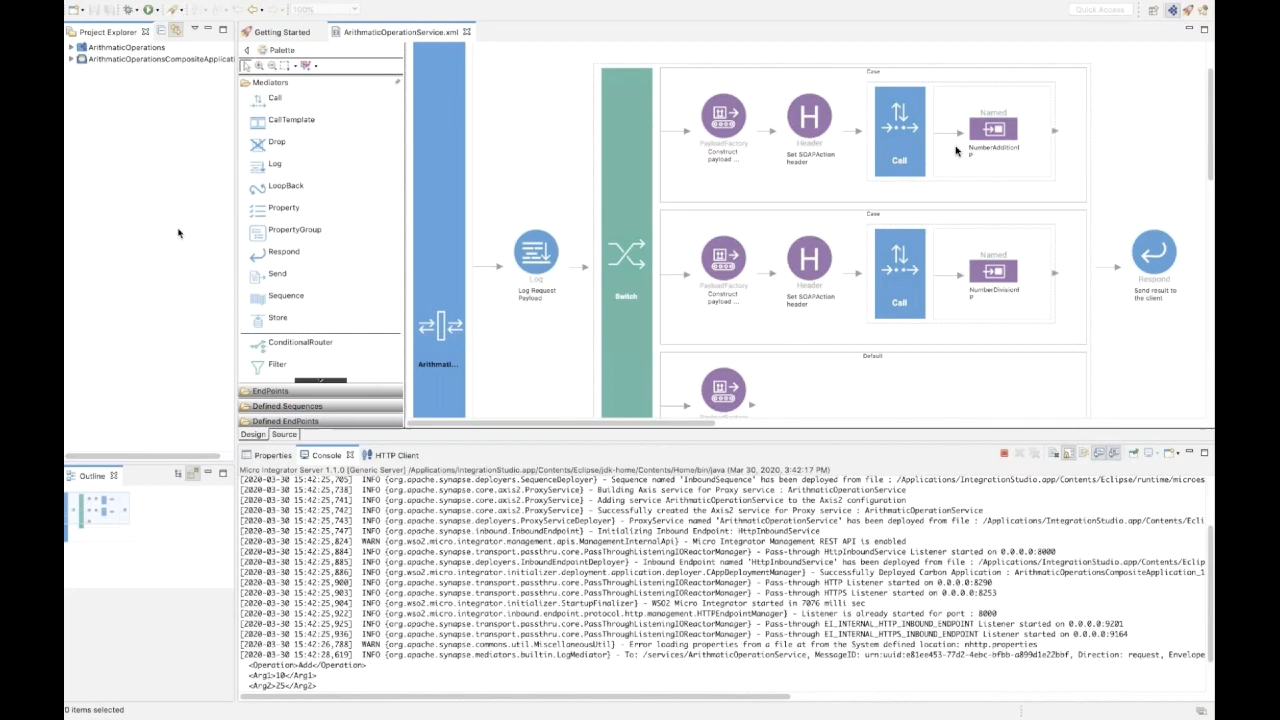 100%
Quick Access
Project Explorer
Getting Started
ArithmaticOperationService.xml
ArithmaticOperations
ArithmaticOperationsCompositeApplicati
Palette
Mediators
Call
CallTemplate
Drop
Log
LoopBack
Property
PropertyGroup
Respond
Send
Sequence
Store
ConditionalRouter
Filter
EndPoints
Defined Sequences
Defined EndPoints
Design
Source
Arithmati...
Log
Log Request
Payload
Switch
Case
PayloadFactory
Construct
payload ...
Header
Set SOAPAction
header
Call
Named
NumberAdditionI
P
Case
PayloadFactory
Construct
payload ...
Header
Set SOAPAction
header
Call
Named
NumberDivisionI
P
Default
Respond
Send result to
the client
Outline
Properties
Console
HTTP Client
Micro Integrator Server 1.1.0 [Generic Server] /Applications/IntegrationStudio.app/Contents/Eclipse/jdk-home/Contents/Home/bin/java (Mar 30, 2020, 3:42:17 PM)
[2020-03-30 15:42:25,705]  INFO {org.apache.synapse.deployers.SequenceDeployer} - Sequence named 'InboundSequence' has been deployed from file : /Applications/IntegrationStudio.app/Contents/Eclipse/runtime/microes
[2020-03-30 15:42:25,738]  INFO {org.apache.synapse.core.axis2.ProxyService} - Building Axis service for Proxy service : ArithmaticOperationService
[2020-03-30 15:42:25,741]  INFO {org.apache.synapse.core.axis2.ProxyService} - Adding service ArithmaticOperationService to the Axis2 configuration
[2020-03-30 15:42:25,742]  INFO {org.apache.synapse.core.axis2.ProxyService} - Successfully created the Axis2 service for Proxy service : ArithmaticOperationService
[2020-03-30 15:42:25,743]  INFO {org.apache.synapse.deployers.ProxyServiceDeployer} - ProxyService named 'ArithmaticOperationService' has been deployed from file : /Applications/IntegrationStudio.app/Contents/Ecli
[2020-03-30 15:42:25,747]  INFO {org.apache.synapse.inbound.InboundEndpoint} - Initializing Inbound Endpoint: HttpInboundService
[2020-03-30 15:42:25,824]  WARN {org.wso2.micro.integrator.management.apis.ManagementInternalApi} - Micro Integrator Management REST API is enabled
[2020-03-30 15:42:25,884]  INFO {org.apache.synapse.transport.passthru.core.PassThroughListeningIOReactorManager} - Pass-through HttpInboundService Listener started on 0.0.0.0:8000
[2020-03-30 15:42:25,885]  INFO {org.apache.synapse.deployers.InboundEndpointDeployer} - Inbound Endpoint named 'HttpInboundService' has been deployed from file : /Applications/IntegrationStudio.app/Contents/Eclip
[2020-03-30 15:42:25,886]  INFO {org.wso2.micro.integrator.initializer.deployment.application.deployer.CAppDeploymentManager} - Successfully Deployed Carbon Application : ArithmaticOperationsCompositeApplication_1
[2020-03-30 15:42:25,900]  INFO {org.apache.synapse.transport.passthru.core.PassThroughListeningIOReactorManager} - Pass-through HTTP Listener started on 0.0.0.0:8290
[2020-03-30 15:42:25,903]  INFO {org.apache.synapse.transport.passthru.core.PassThroughListeningIOReactorManager} - Pass-through HTTPS Listener started on 0.0.0.0:8253
[2020-03-30 15:42:25,904]  INFO {org.wso2.micro.integrator.initializer.StartupFinalizer} - WSO2 Micro Integrator started in 7076 milli sec
[2020-03-30 15:42:25,922]  INFO {org.wso2.micro.integrator.inbound.endpoint.protocol.http.management.HTTPEndpointManager} - Listener is already started for port : 8000
[2020-03-30 15:42:25,925]  INFO {org.apache.synapse.transport.passthru.core.PassThroughListeningIOReactorManager} - Pass-through EI_INTERNAL_HTTP_INBOUND_ENDPOINT Listener started on 0.0.0.0:9201
[2020-03-30 15:42:25,936]  INFO {org.apache.synapse.transport.passthru.core.PassThroughListeningIOReactorManager} - Pass-through EI_INTERNAL_HTTPS_INBOUND_ENDPOINT Listener started on 0.0.0.0:9164
[2020-03-30 15:42:26,788]  WARN {org.apache.synapse.commons.util.MiscellaneousUtil} - Error loading properties from a file at from the System defined location: nhttp.properties
[2020-03-30 15:42:28,619]  INFO {org.apache.synapse.mediators.builtin.LogMediator} - To: /services/ArithmaticOperationService, MessageID: urn:uuid:e81ee453-77d2-4ebc-bfbb-a899d1e22bbf, Direction: request, Envelope
<Operation>Add</Operation>
<Arg1>10</Arg1>
<Arg2>25</Arg2>
0 items selected